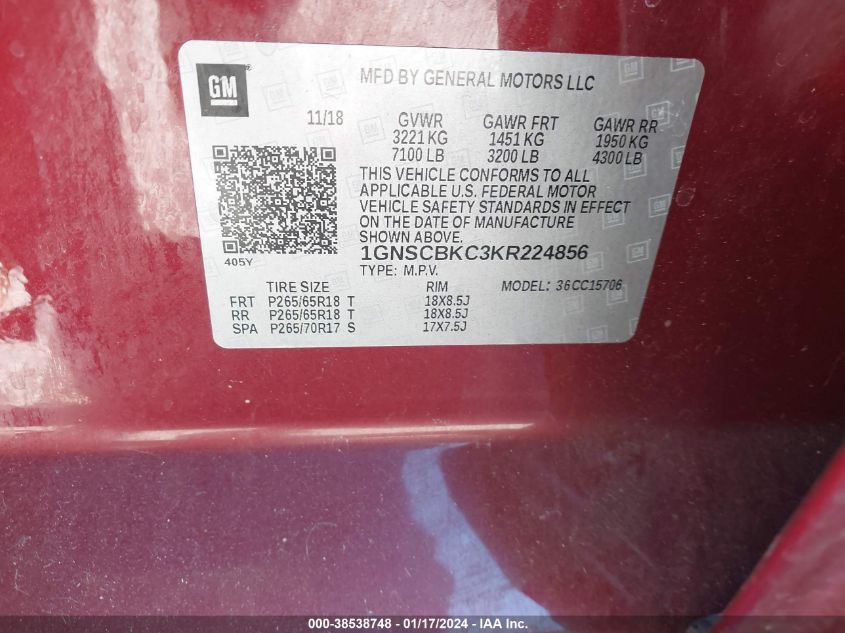 GM ®
MFD BY GENERAL MOTORS LLC
11/18 GVWR GAWR FRT GAWR RR
3221 KG 1451 KG 1950 KG
7100 LB 3200 LB 4300 LB
THIS VEHICLE CONFORMS TO ALL
APPLICABLE U.S. FEDERAL MOTOR
VEHICLE SAFETY STANDARDS IN EFFECT
ON THE DATE OF MANUFACTURE
SHOWN ABOVE.
405Y 1GNSCBKC3KR224856
TYPE: M.P.V.
TIRE SIZE RIM MODEL: 36CC15706
FRT P265/65R18 T 18X8.5J
RR P265/65R18 T 18X8.5J
SPA P265/70R17 S 17X7.5J
000-38538748 - 01/17/2024 - IAA Holdings, LLC.